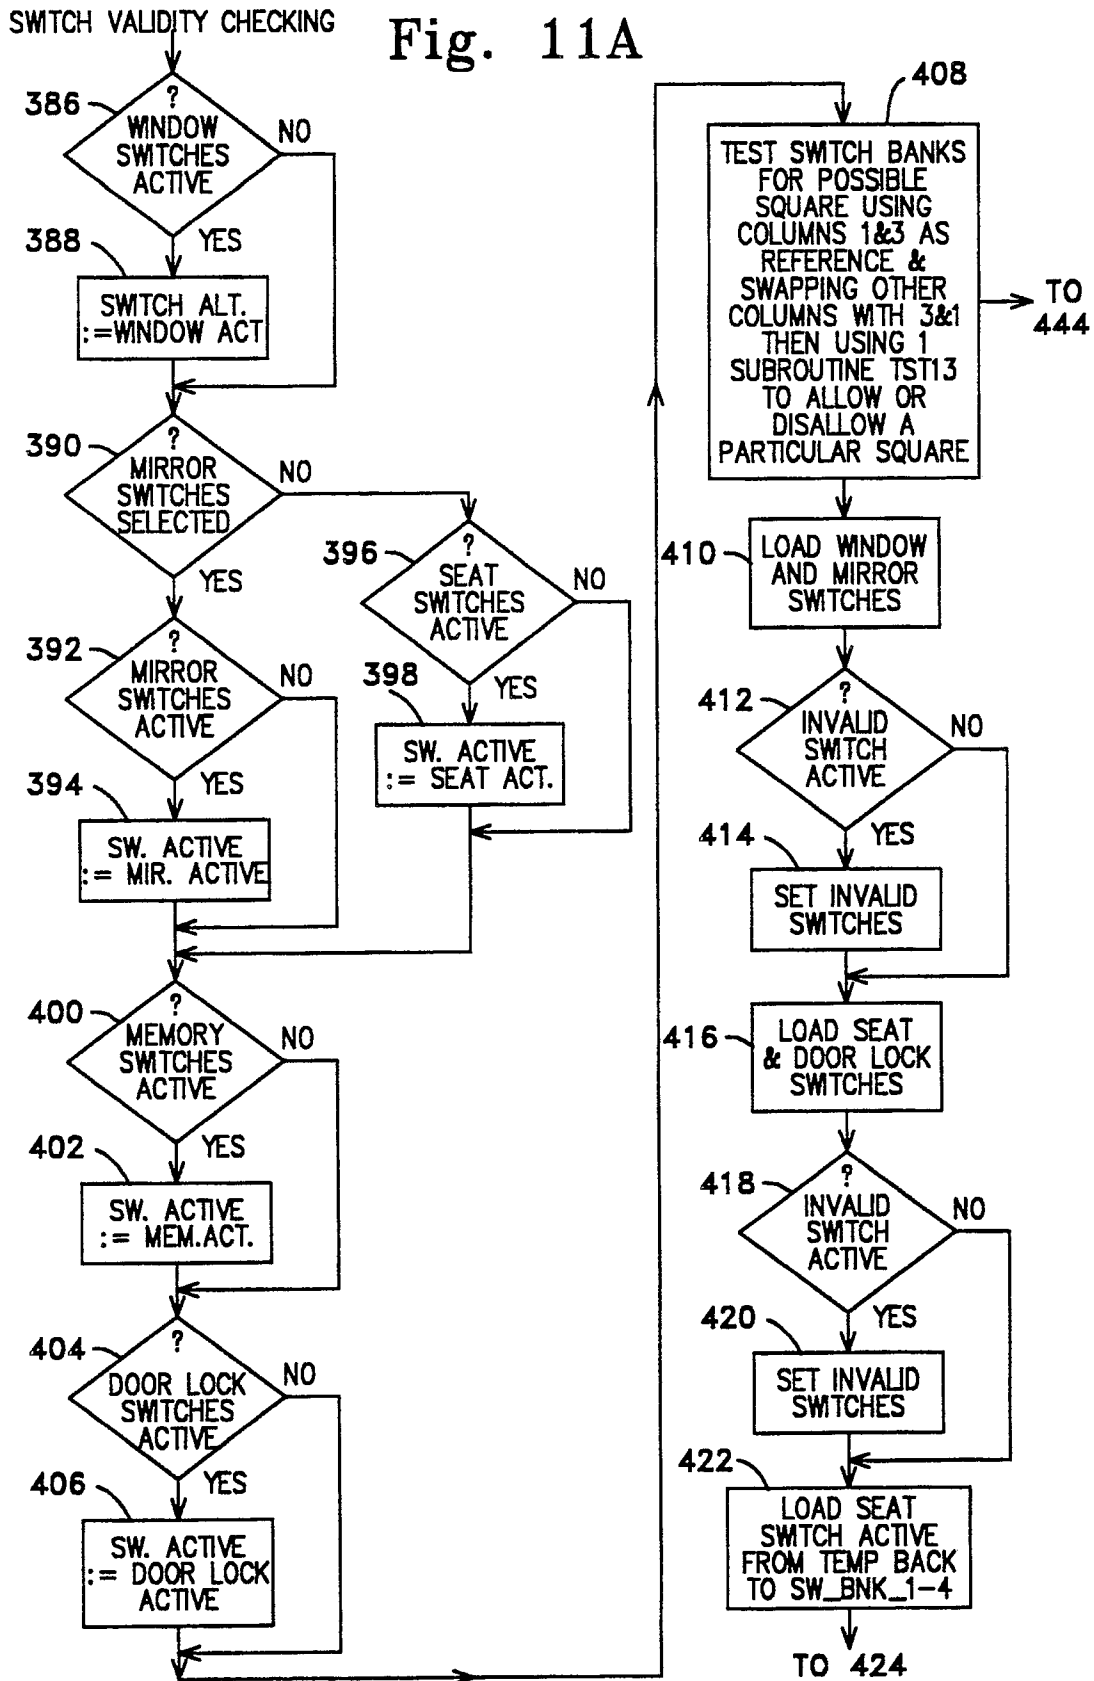 SWITCH VALIDITY CHECKING
Fig. 11A
386
?
WINDOW
SWITCHES
ACTIVE
NO
YES
388
SWITCH ALT.
:=WINDOW ACT
390
?
MIRROR
SWITCHES
SELECTED
NO
YES
392
?
MIRROR
SWITCHES
ACTIVE
NO
YES
394
SW. ACTIVE
:= MIR. ACTIVE
396
?
SEAT
SWITCHES
ACTIVE
NO
YES
398
SW. ACTIVE
:= SEAT ACT.
400
?
MEMORY
SWITCHES
ACTIVE
NO
YES
402
SW. ACTIVE
:= MEM.ACT.
404
?
DOOR LOCK
SWITCHES
ACTIVE
NO
YES
406
SW. ACTIVE
:= DOOR LOCK
ACTIVE
408
TEST SWITCH BANKS
FOR POSSIBLE
SQUARE USING
COLUMNS 1&3 AS
REFERENCE &
SWAPPING OTHER
COLUMNS WITH 3&1
THEN USING 1
SUBROUTINE TST13
TO ALLOW OR
DISALLOW A
PARTICULAR SQUARE
TO
444
410
LOAD WINDOW
AND MIRROR
SWITCHES
412
?
INVALID
SWITCH
ACTIVE
NO
YES
414
SET INVALID
SWITCHES
416
LOAD SEAT
& DOOR LOCK
SWITCHES
418
?
INVALID
SWITCH
ACTIVE
NO
YES
420
SET INVALID
SWITCHES
422
LOAD SEAT
SWITCH ACTIVE
FROM TEMP BACK
TO SW_BNK_1-4
TO 424